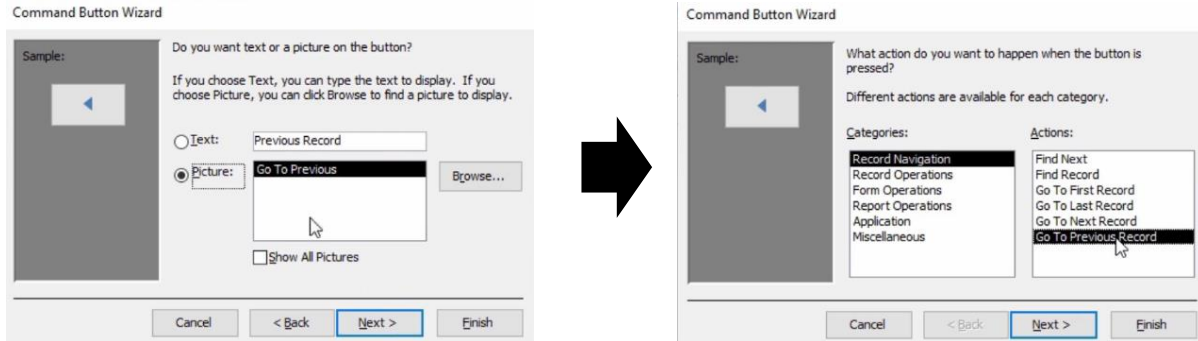 Command Button Wizard
Sample:
Do you want text or a picture on the button?
If you choose Text, you can type the text to display. If you
choose Picture, you can click Browse to find a picture to display.
Text:
Previous Record
Picture:
Go To Previous
Browse...
Show All Pictures
Cancel
< Back
Next >
Finish
Command Button Wizard
Sample:
What action do you want to happen when the button is
pressed?
Different actions are available for each category.
Categories:
Record Navigation
Record Operations
Form Operations
Report Operations
Application
Miscellaneous
Actions:
Find Next
Find Record
Go To First Record
Go To Last Record
Go To Next Record
Go To Previous Record
Cancel
< Back
Next >
Finish